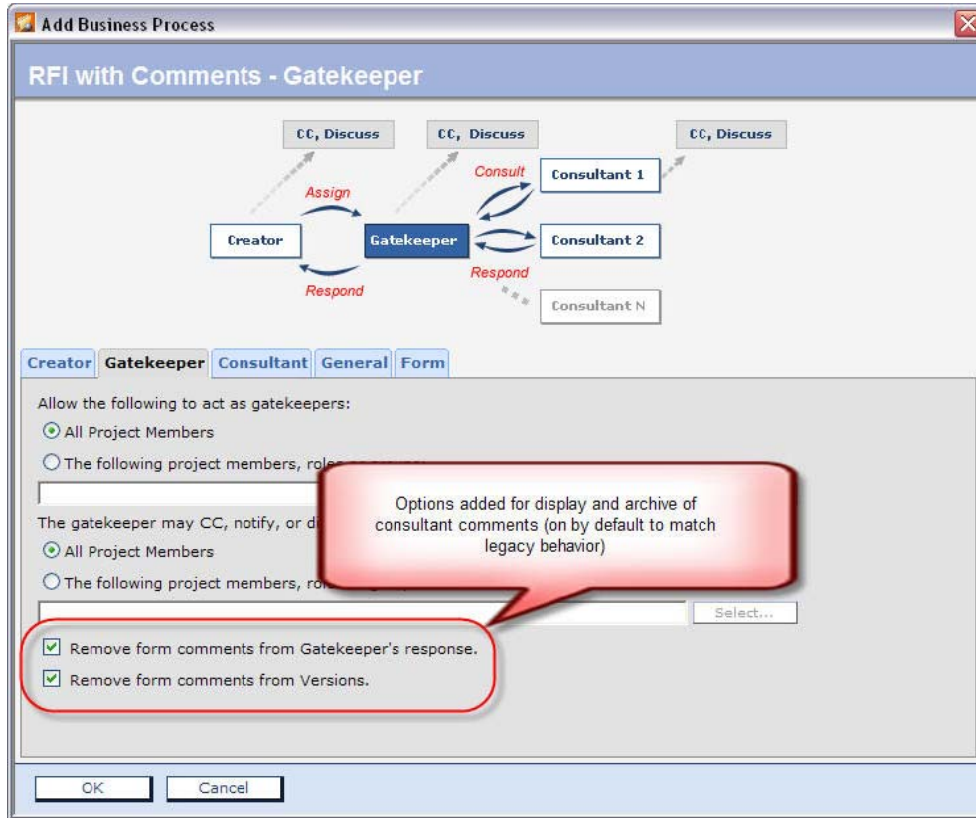 Add Business Process
RFI with Comments - Gatekeeper
CC, Discuss
CC, Discuss
CC, Discuss
Consult
Consultant 1
Assign
Creator
Gatekeeper
Consultant 2
Respond
Respond
Consultant N
Creator Gatekeeper Consultant General Form
Allow the following to act as gatekeepers:
All Project Members
The following project members,
Options added for display and archive of
consultant comments (on by default to match
legacy behavior)
The gatekeeper may CC, notify, or
All Project Members
The following project members,
Select...
Remove form comments from Gatekeeper's response.
Remove form comments from Versions.
OK
Cancel